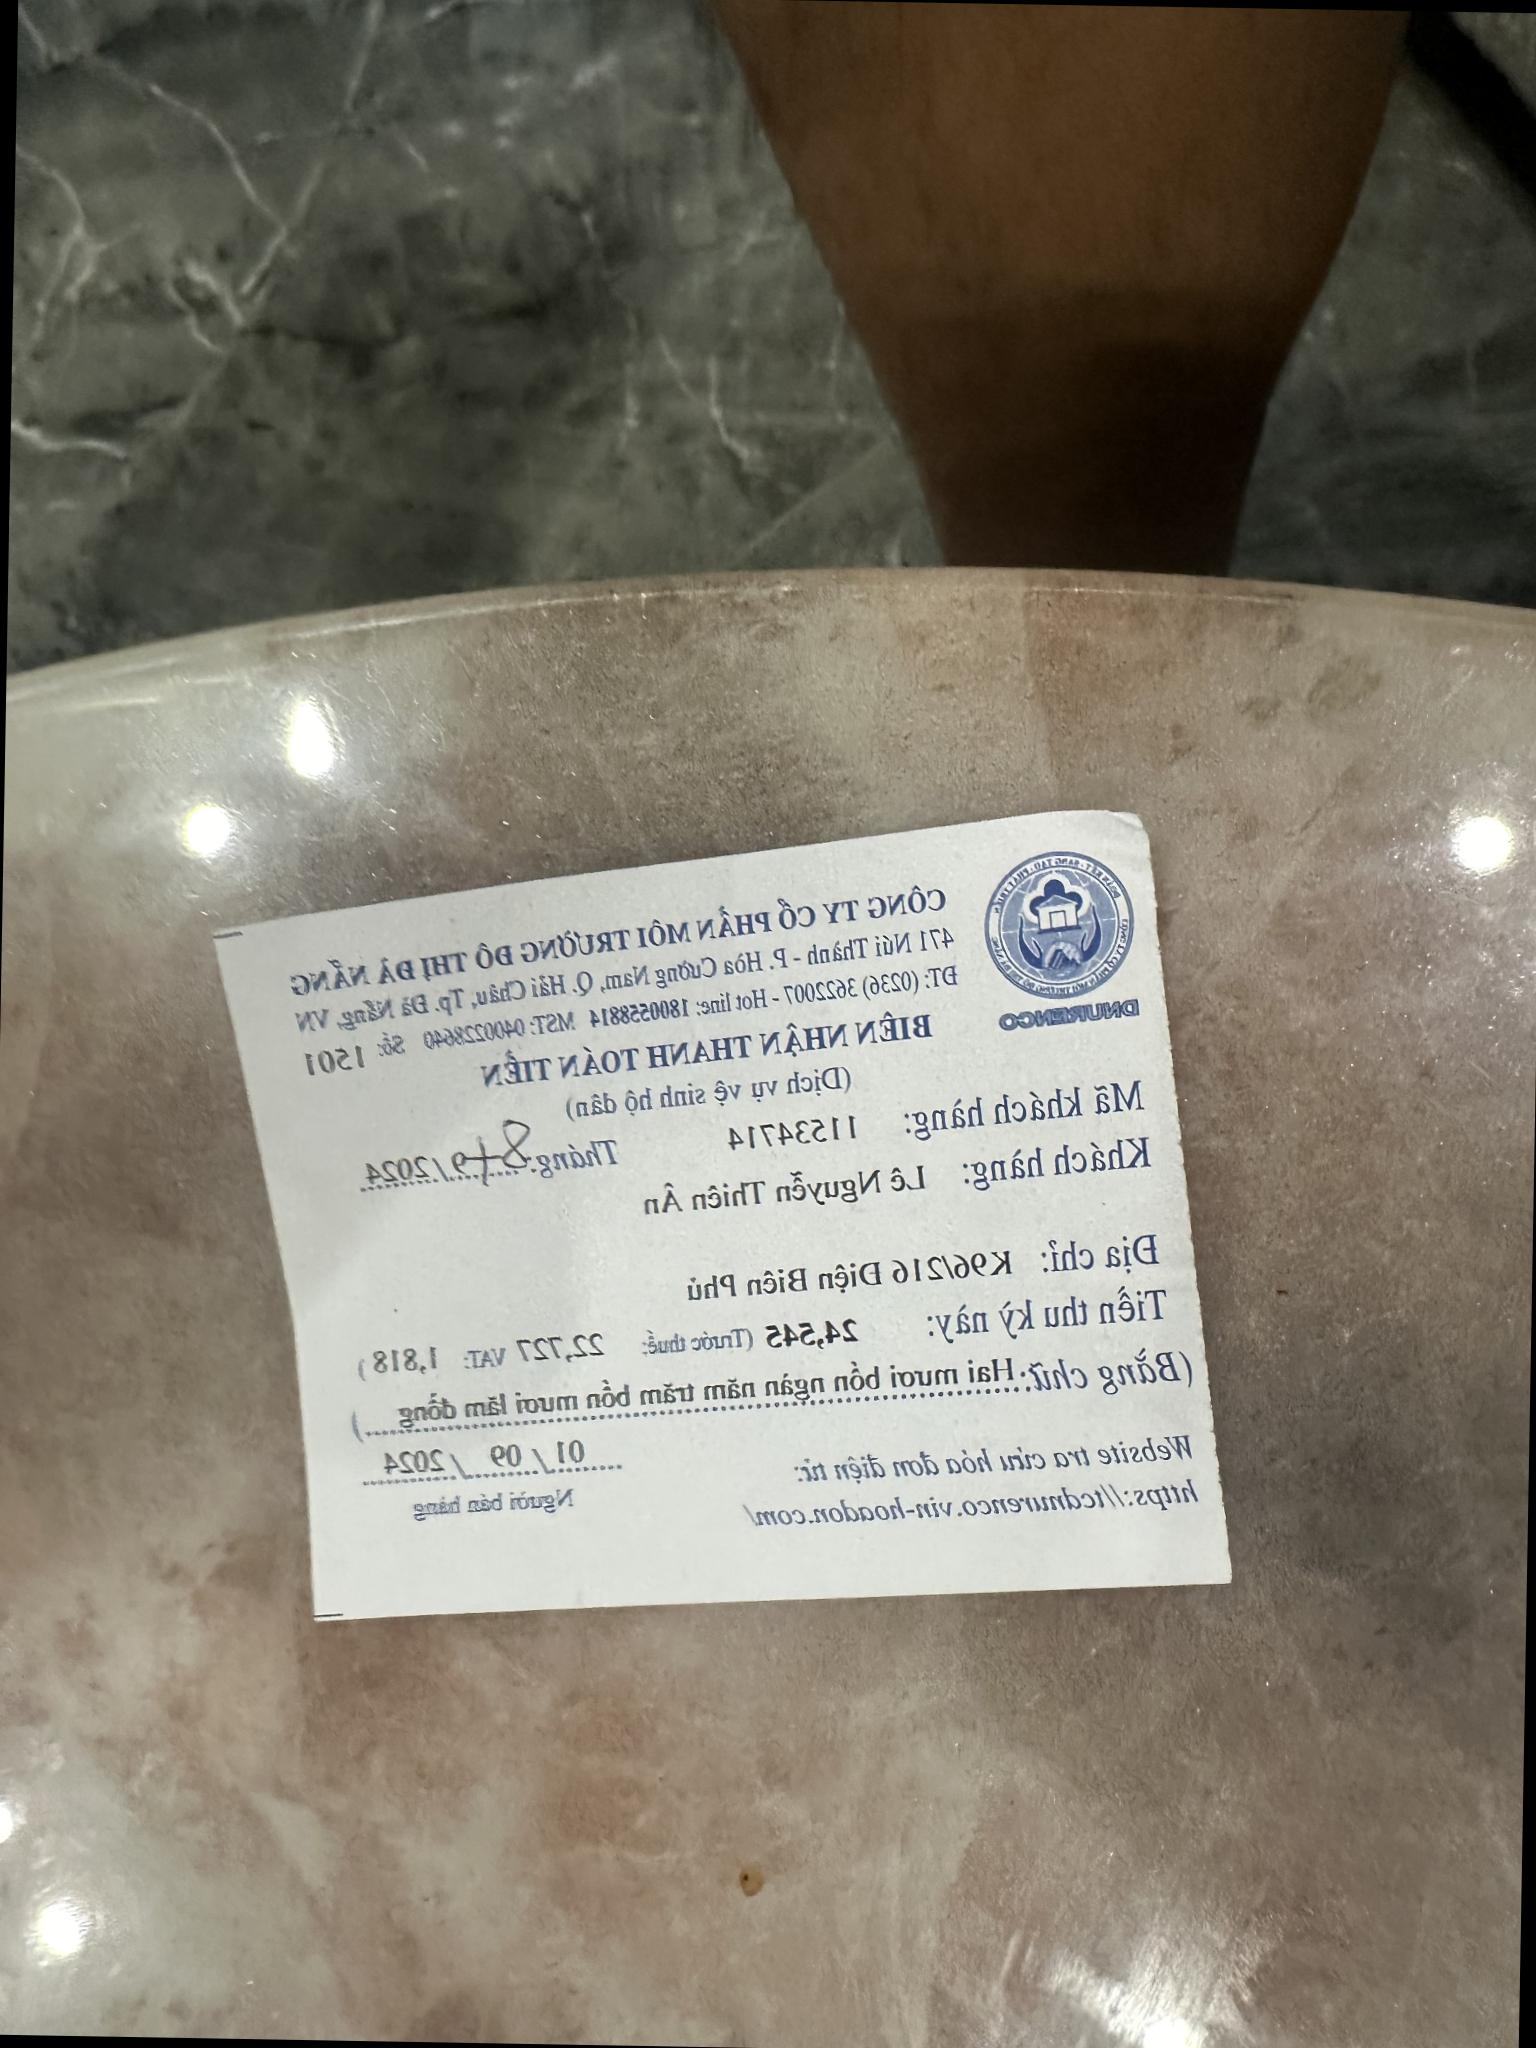 CÔNG TY CỔ PHẦN MÔI TRƯỜNG ĐÔ THỊ ĐÀ NẴNG
471 Núi Thành - P. Hòa Cường Nam, Q. Hải Châu, Tp. Đà Nẵng, VN
ĐT: (0236) 3622007 - Hot line: 1800558814 MST: 0400228640 Số: 1501
DNURENCO
BIÊN NHẬN THANH TOÁN TIỀN
(Dịch vụ vệ sinh hộ dân)
Mã khách hàng: 11534714 Tháng: 8+9/2024
Khách hàng: Lê Nguyễn Thiên Ân
Địa chỉ: K96/216 Điện Biên Phủ
Tiền thu kỳ này: 24,545 (Trước thuế: 22,727 VAT: 1,818)
(Bằng chữ: Hai mươi bốn ngàn năm trăm bốn mươi lăm đồng)
01/09/2024
Website tra cứu hóa đơn điện tử: Người bán hàng
https://tcdnurenco.vin-hoadon.com/